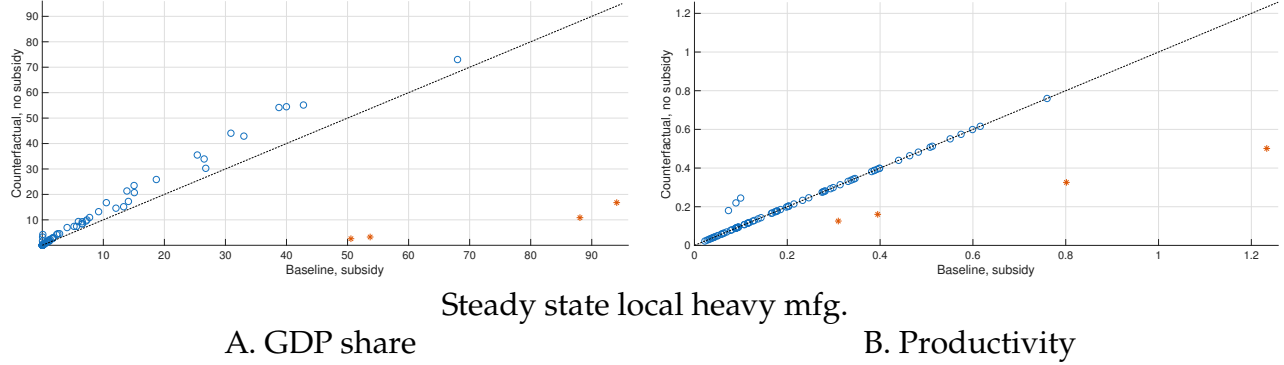 90
80
70
60
50
40
30
20
10
10 20 30 40 50 60 70 80 90
Counterfactual, no subsidy
Baseline, subsidy
1.2
1
0.8
0.6
0.4
0.2
0
0 0.2 0.4 0.6 0.8 1 1.2
Counterfactual, no subsidy
Baseline, subsidy
Steady state local heavy mfg.
A. GDP share
B. Productivity